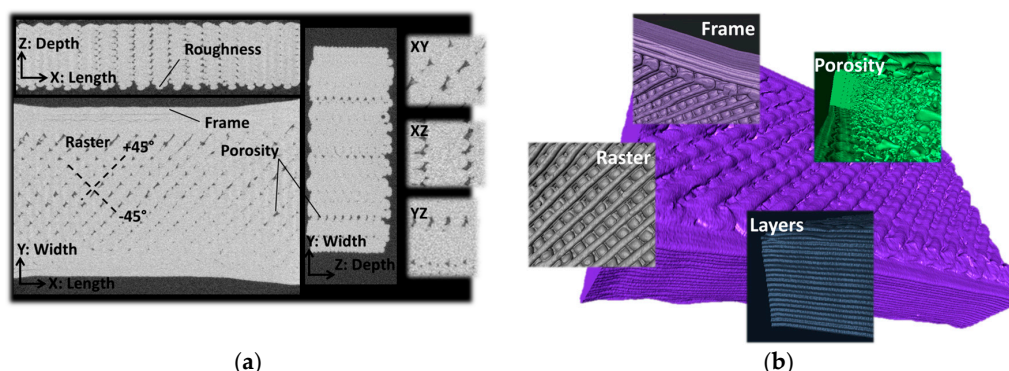 Z: Depth
X: Length
Roughness
Frame
Raster
+45°
-45°
Porosity
Y: Width
X: Length
Y: Width
Z: Depth
XY
XZ
YZ
(a)
Frame
Porosity
Raster
Layers
(b)